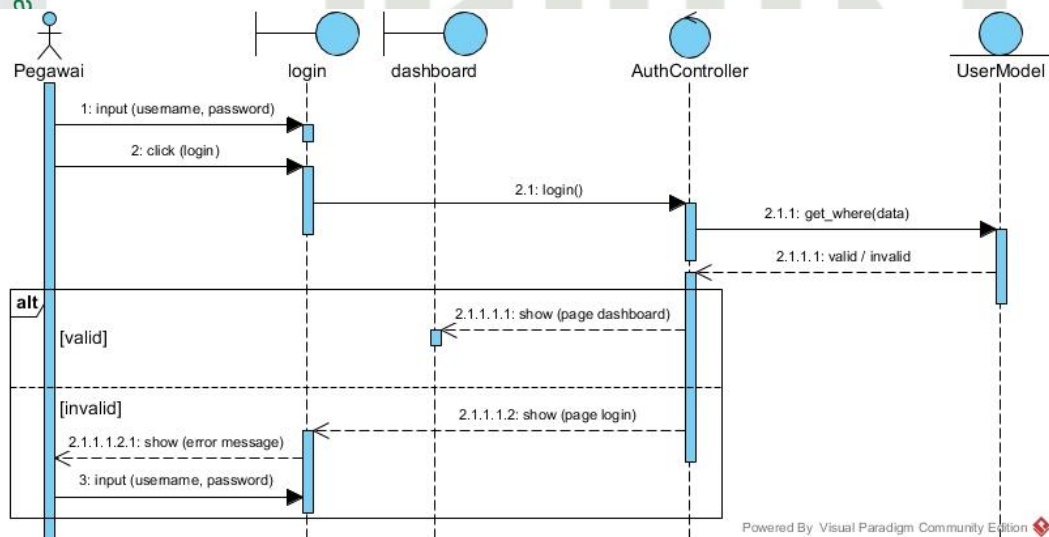 Pegawai
login
dashboard
AuthController
UserModel
1: input (username, password)
2: click (login)
2.1: login()
2.1.1: get_where(data)
2.1.1.1: valid / invalid
alt
2.1.1.1.1: show (page dashboard)
[valid]
[invalid]
2.1.1.1.2: show (page login)
2.1.1.1.2.1: show (error message)
3: input (username, password)
Powered By Visual Paradigm Community Edition